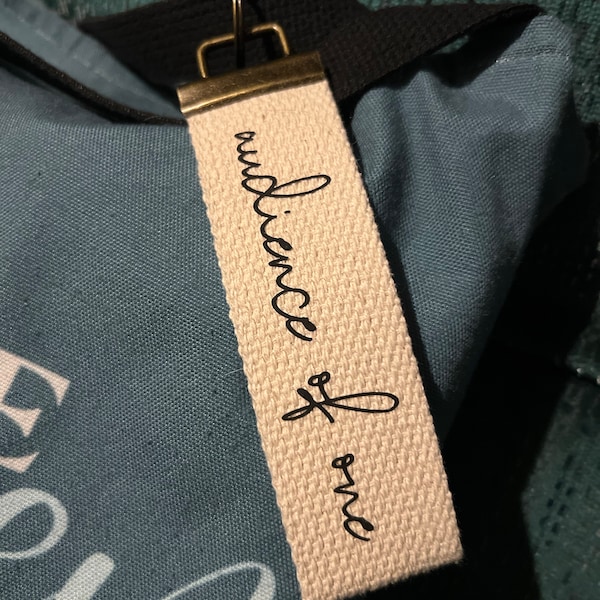 audience of one
E